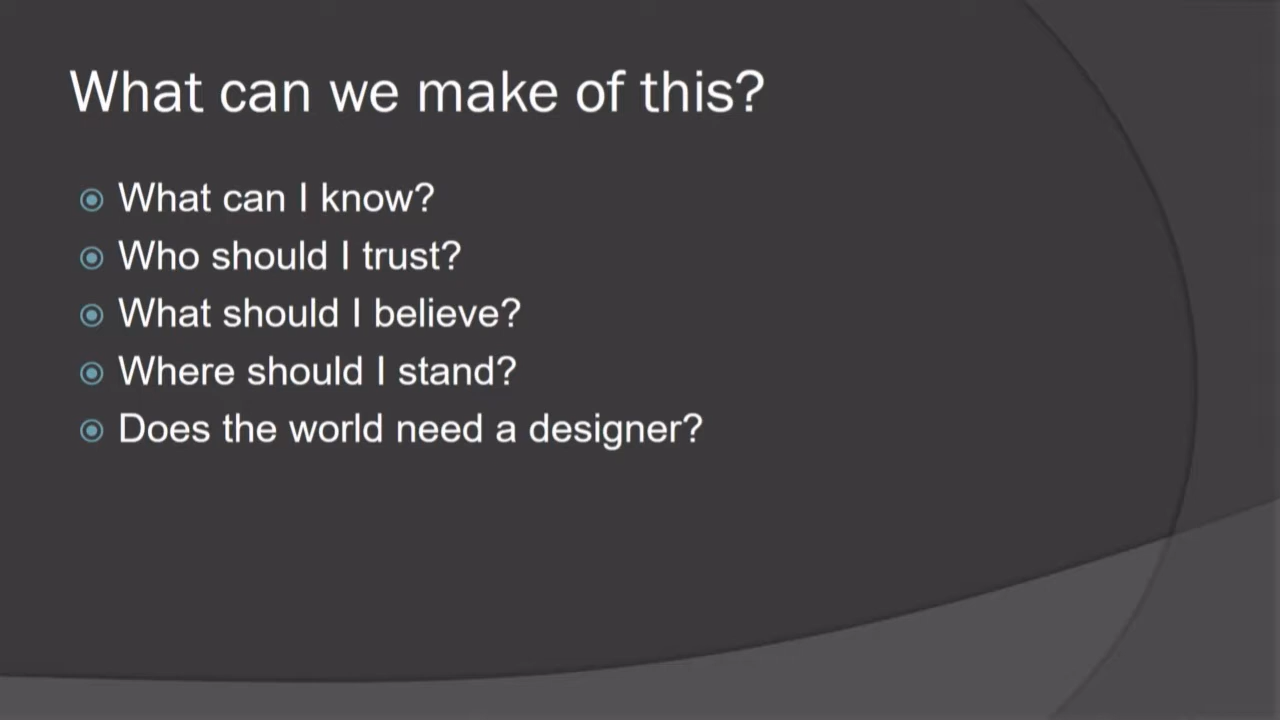 What can we make of this?
What can I know?
Who should I trust?
What should I believe?
Where should I stand?
Does the world need a designer?